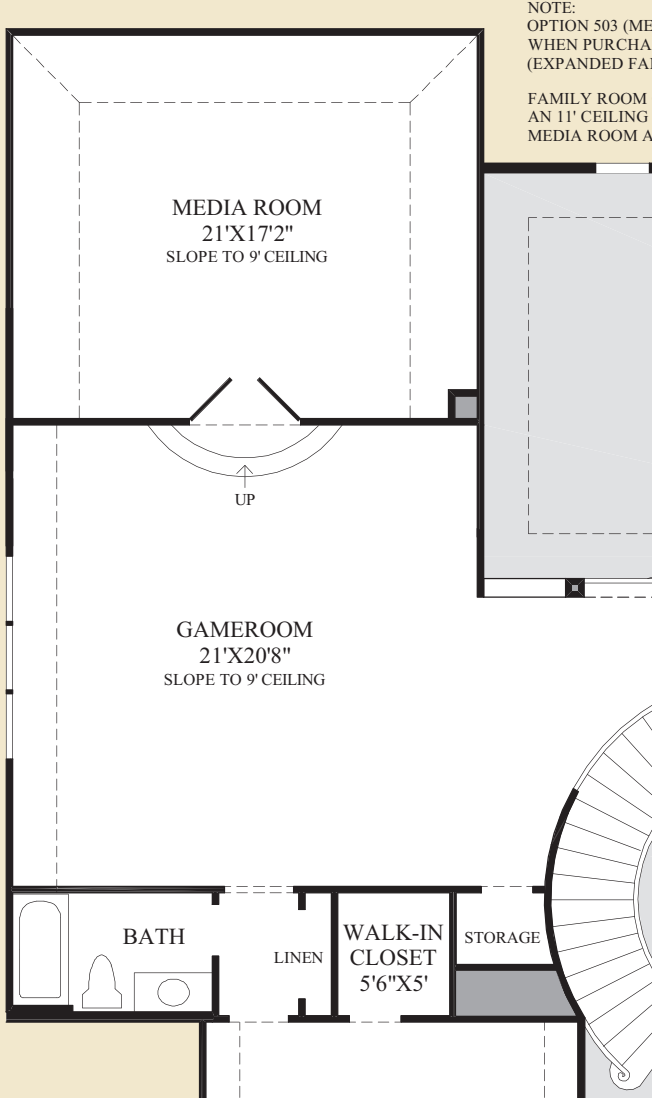 NOTE:
OPTION 503 (ME
WHEN PURCHA
(EXPANDED FA
FAMILY ROOM
AN 11' CEILING
MEDIA ROOM A
MEDIA ROOM
21'X17'2"
SLOPE TO 9' CEILING
UP
GAMEROOM
21'X20'8"
SLOPE TO 9' CEILING
BATH
LINEN
WALK-IN
CLOSET
5'6"X5'
STORAGE